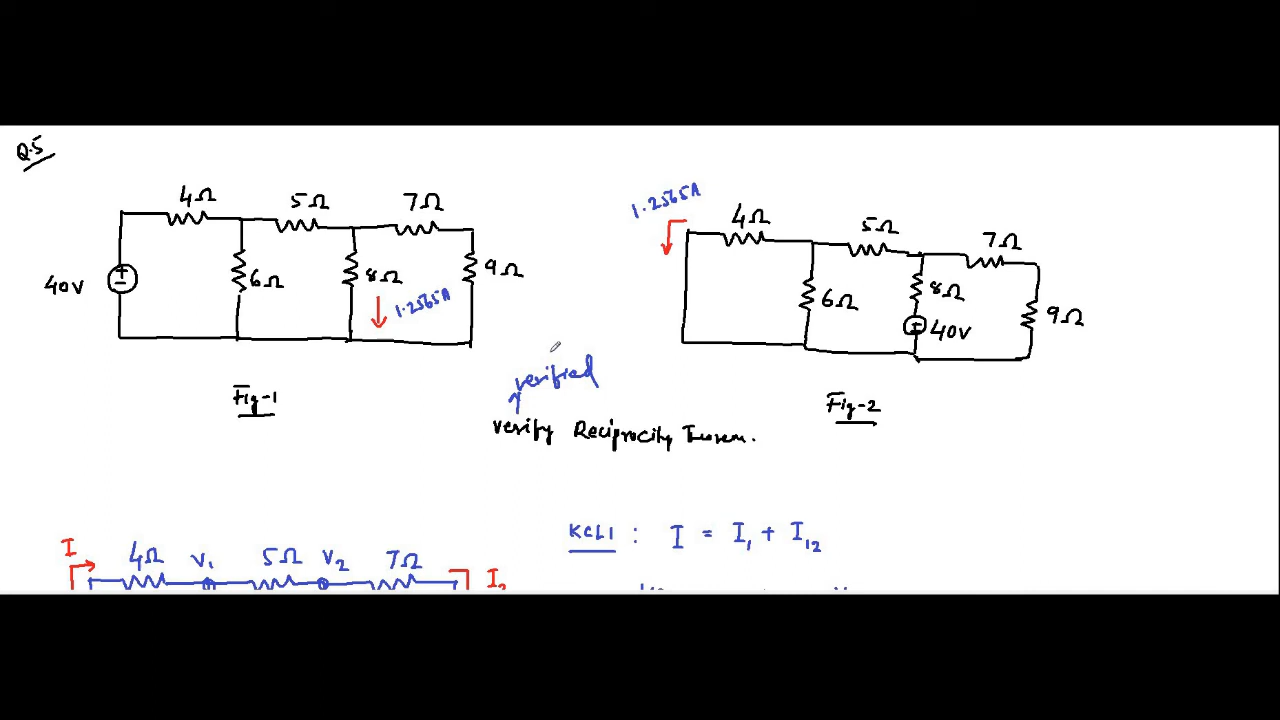 Q.5
4Ω 5Ω 7Ω
40V 6Ω 8Ω 9Ω
1.2565A
Fig-1
1.2565A
4Ω 5Ω 7Ω
6Ω 8Ω 9Ω
40V
Fig-2
verified
verify Reciprocity Theorem.
KCL1 : I = I₁ + I₁₂
I 4Ω V₁ 5Ω V₂ 7Ω